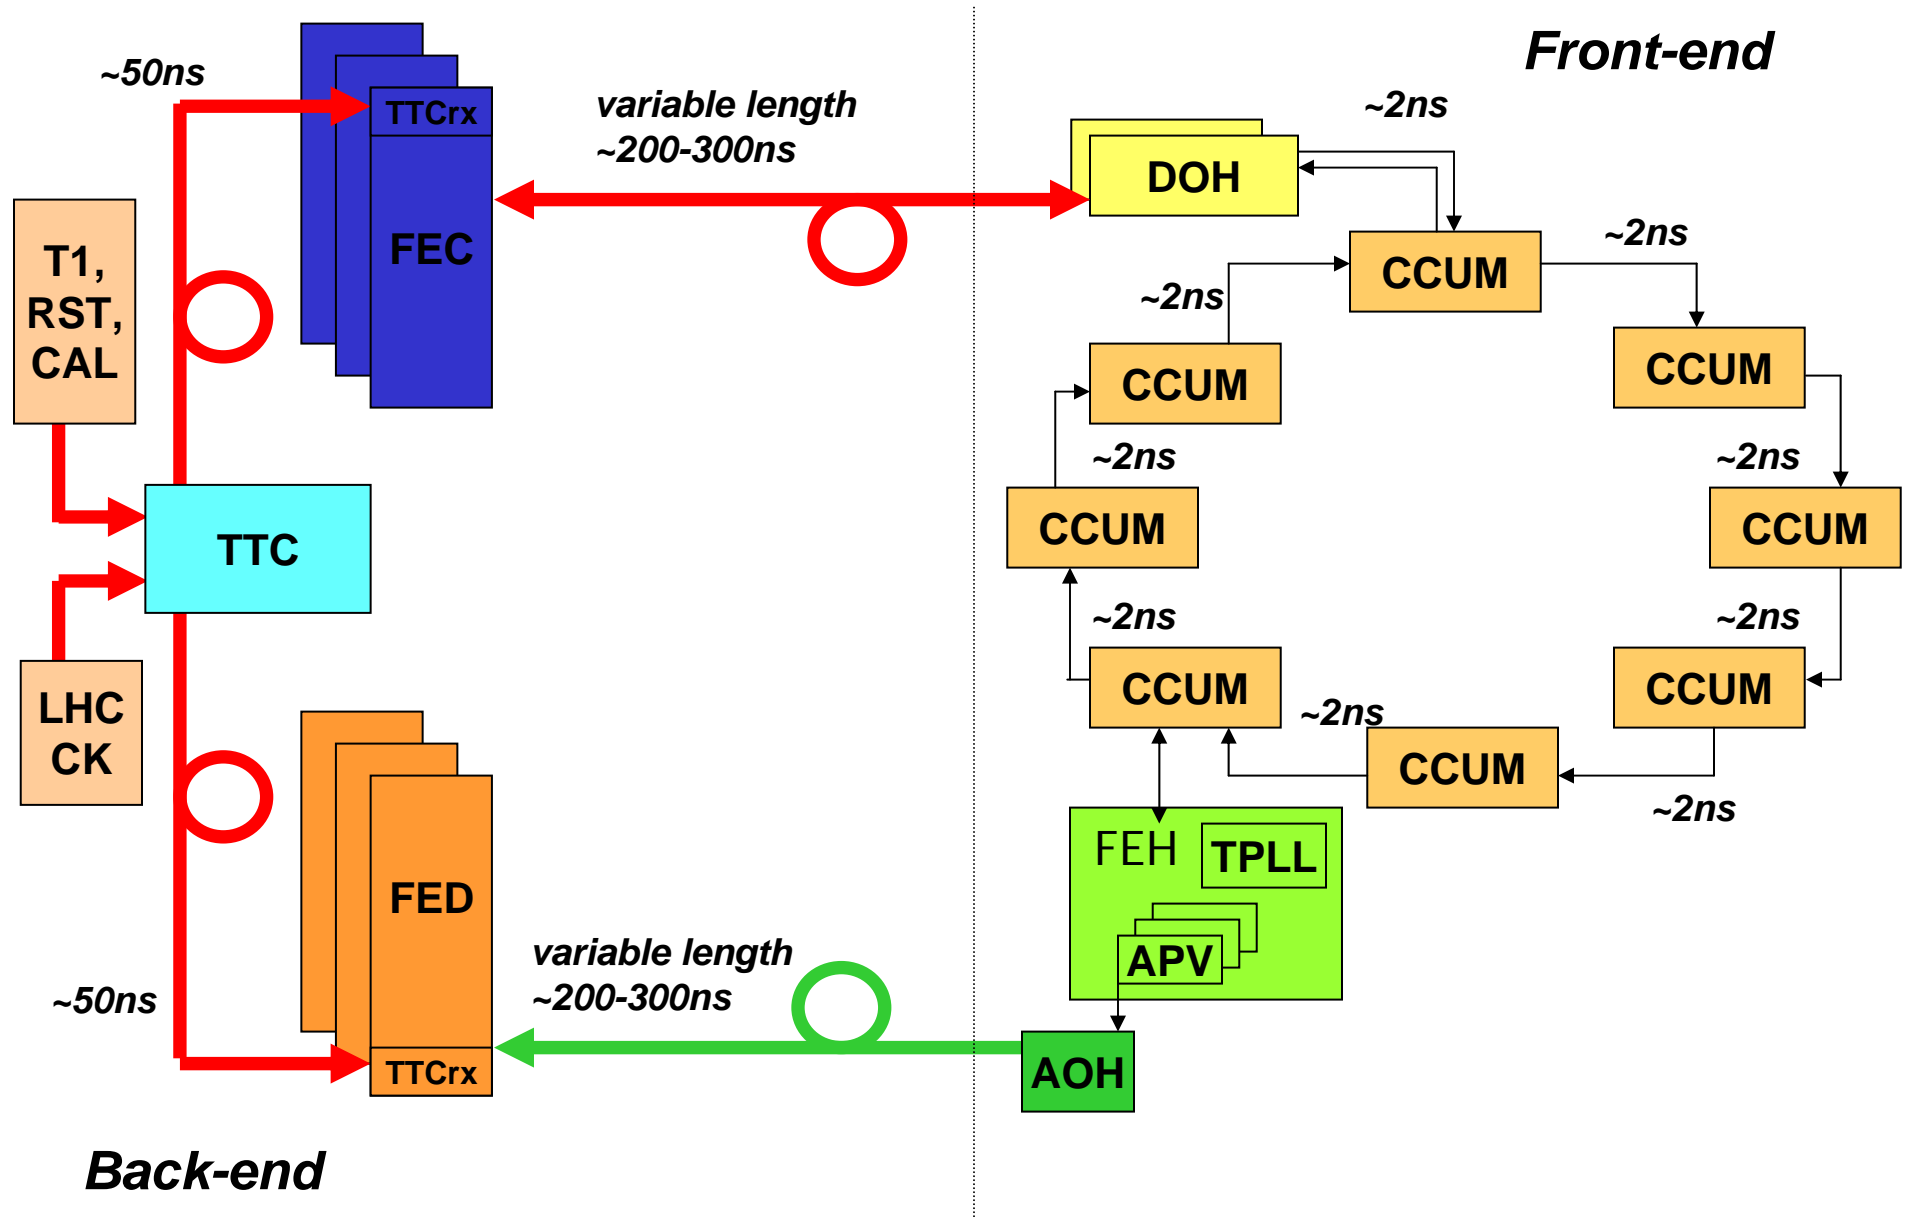 Front-end
~50ns
TTCrx
FEC
variable length
~200-300ns
DOH
~2ns
CCUM
~2ns
CCUM
~2ns
CCUM
~2ns
CCUM
~2ns
CCUM
~2ns
CCUM
~2ns
CCUM
~2ns
CCUM
~2ns
T1,
RST,
CAL
TTC
LHC
CK
FED
TTCrx
~50ns
variable length
~200-300ns
FEH
TPLL
APV
AOH
Back-end